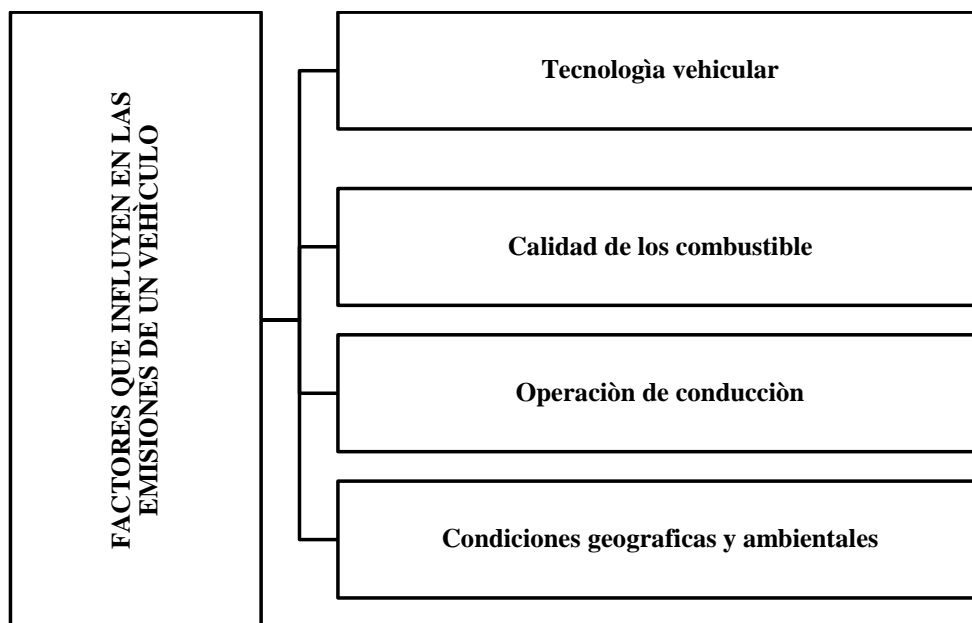 FACTORES QUE INFLUYEN EN LAS
EMISIONES DE UN VEHÌCULO
Tecnologìa vehicular
Calidad de los combustible
Operaciòn de conducciòn
Condiciones geograficas y ambientales